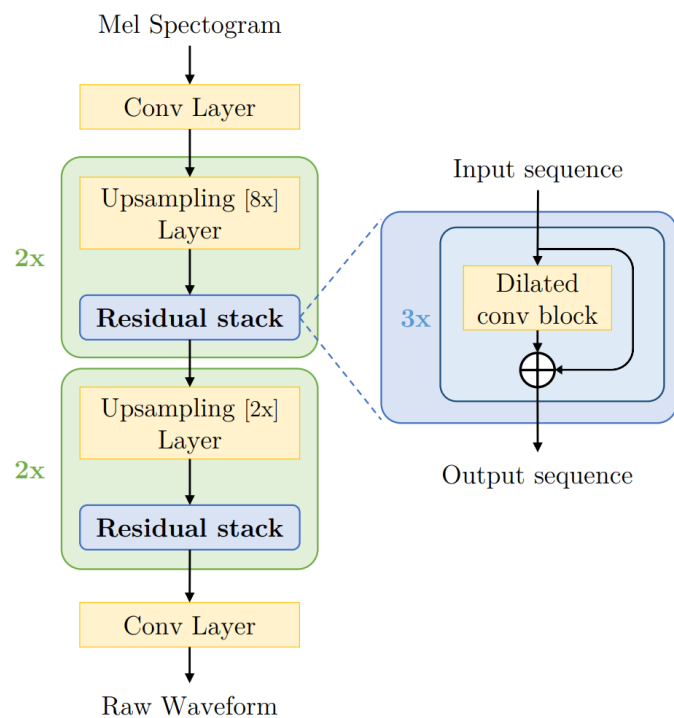 Mel Spectogram
Conv Layer
Upsampling [8x]
Layer
2x
Residual stack
Upsampling [2x]
Layer
2x
Residual stack
Conv Layer
Raw Waveform
Input sequence
Dilated
conv block
3x
Output sequence